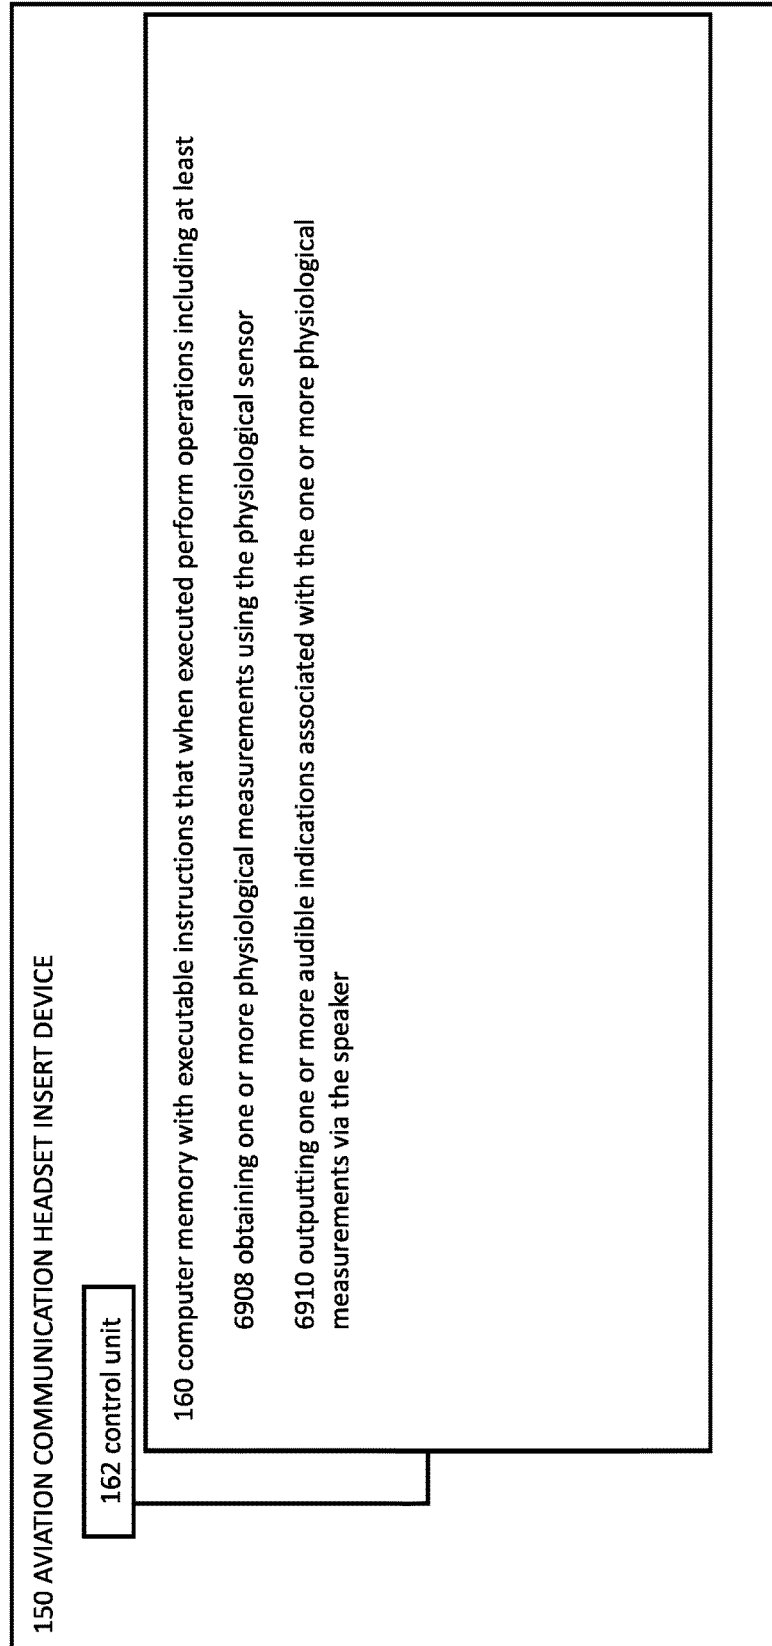 150 AVIATION COMMUNICATION HEADSET INSERT DEVICE
162 control unit
160 computer memory with executable instructions that when executed perform operations including at least
6908 obtaining one or more physiological measurements using the physiological sensor
6910 outputting one or more audible indications associated with the one or more physiological
measurements via the speaker